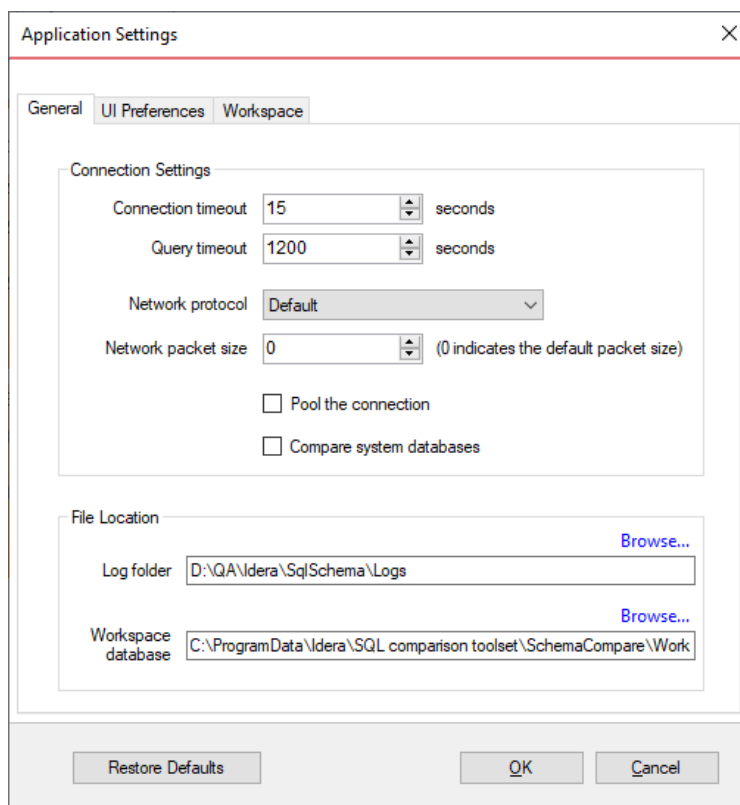 Application Settings
General UI Preferences Workspace
Connection Settings
Connection timeout 15 seconds
Query timeout 1200 seconds
Network protocol Default
Network packet size 0 (0 indicates the default packet size)
Pool the connection
Compare system databases
File Location
Browse...
Log folder D:\QA\Idera\SqlSchema\Logs
Browse...
Workspace
database C:\ProgramData\Idera\SQL comparison toolset\SchemaCompare\Work
Restore Defaults OK Cancel